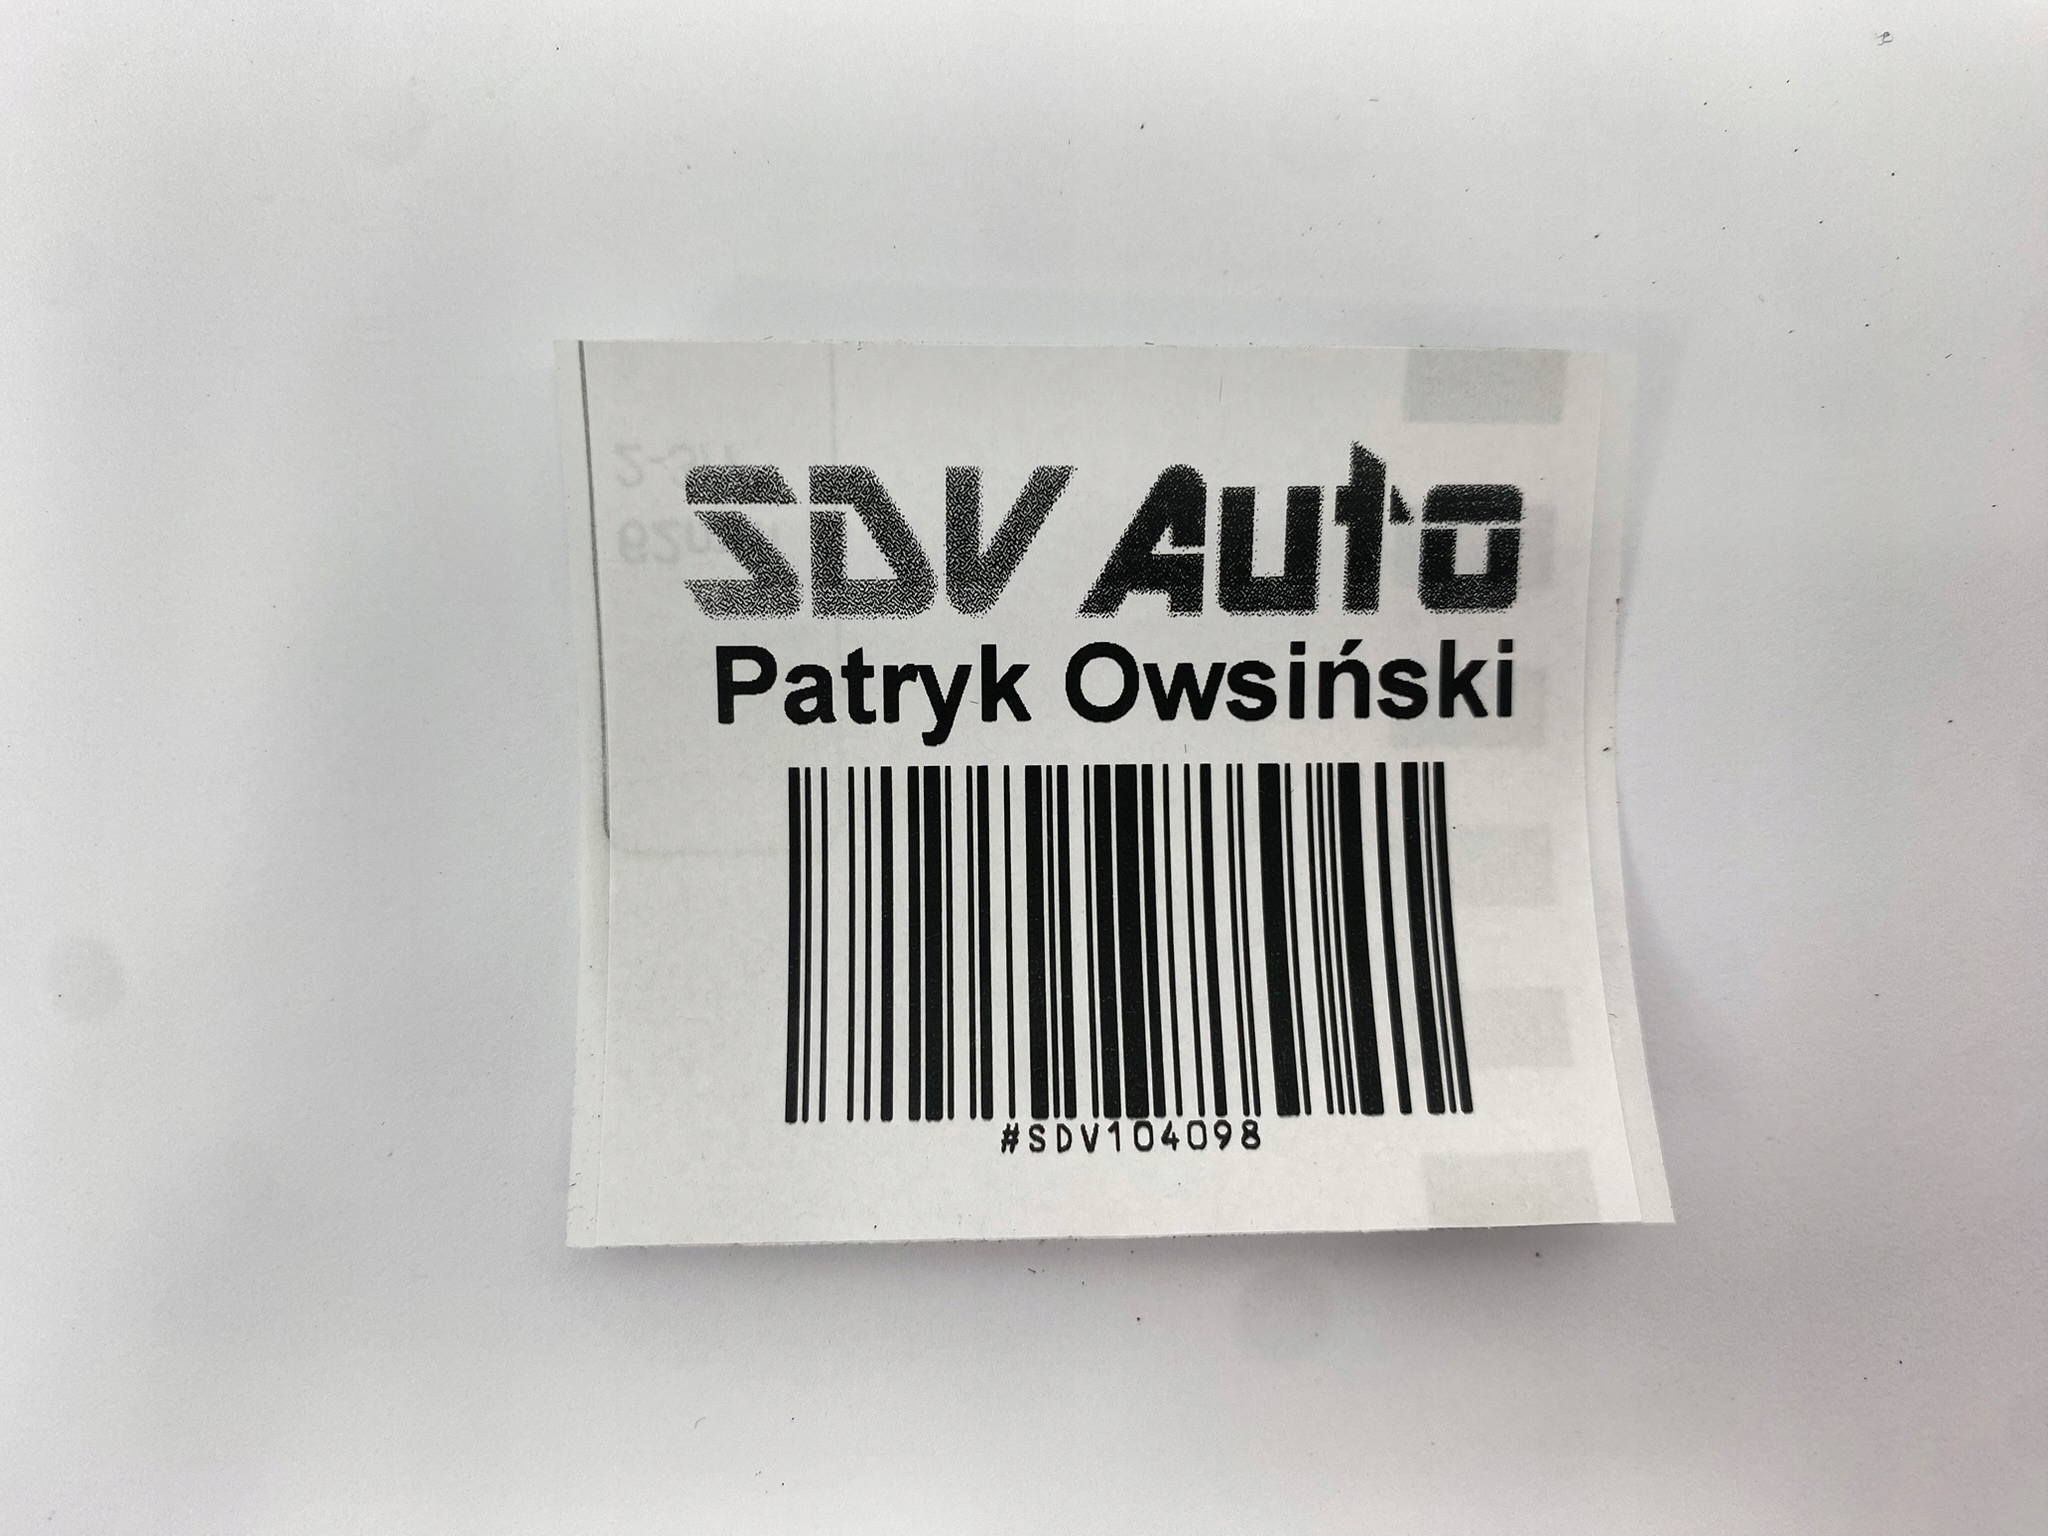 SDV Auto
Patryk Owsiński
#SDV104098